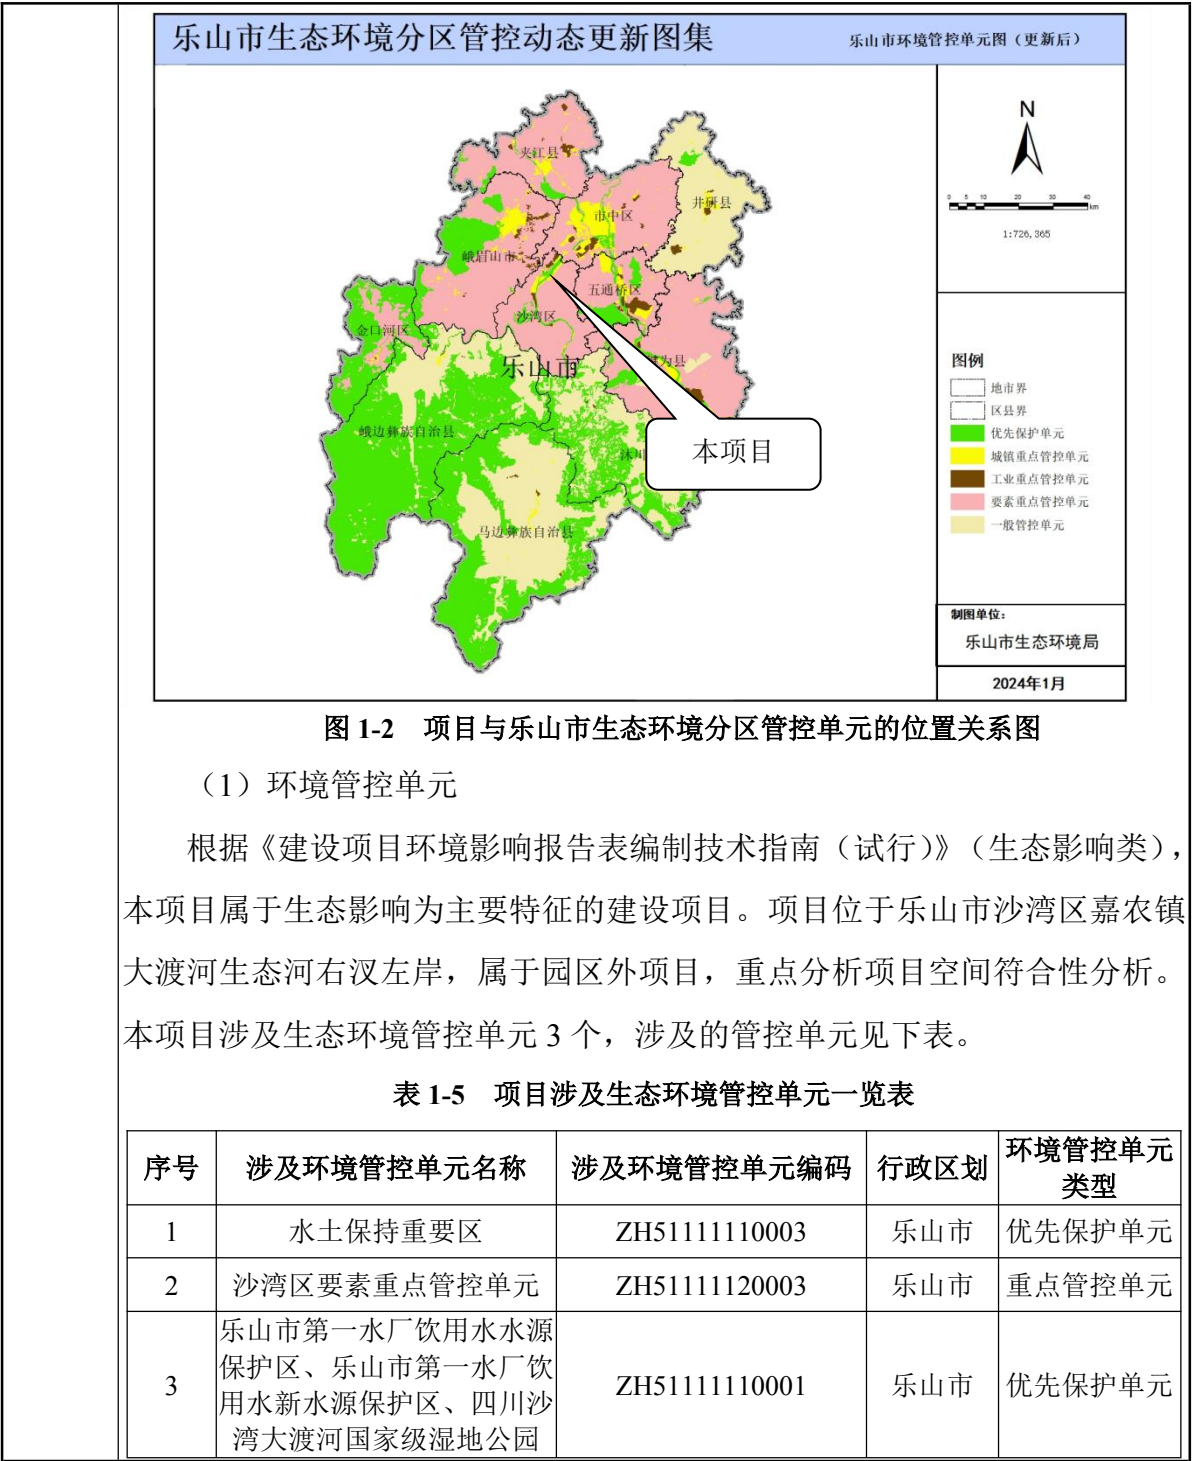 乐山市生态环境分区管控动态更新图集
乐山市环境管控单元图（更新后）
N
0 5 10 20 30 40
km
1:726,365
夹江县
井研县
市中区
峨眉山市
五通桥区
沙湾区
金口河区
为县
乐山市
峨边彝族自治县
沐川
马边彝族自治县
本项目
图例
地市界
区县界
优先保护单元
城镇重点管控单元
工业重点管控单元
要素重点管控单元
一般管控单元
制图单位：
乐山市生态环境局
2024年1月
图 1-2 项目与乐山市生态环境分区管控单元的位置关系图
（1）环境管控单元
根据《建设项目环境影响报告表编制技术指南（试行）》（生态影响类），
本项目属于生态影响为主要特征的建设项目。项目位于乐山市沙湾区嘉农镇
大渡河生态河右汊左岸，属于园区外项目，重点分析项目空间符合性分析。
本项目涉及生态环境管控单元 3 个，涉及的管控单元见下表。
表 1-5 项目涉及生态环境管控单元一览表
序号 涉及环境管控单元名称 涉及环境管控单元编码 行政区划 环境管控单元
类型
1 水土保持重要区 ZH51111110003 乐山市 优先保护单元
2 沙湾区要素重点管控单元 ZH51111120003 乐山市 重点管控单元
3 乐山市第一水厂饮用水水源
保护区、乐山市第一水厂饮
用水新水源保护区、四川沙
湾大渡河国家级湿地公园
ZH51111110001 乐山市 优先保护单元